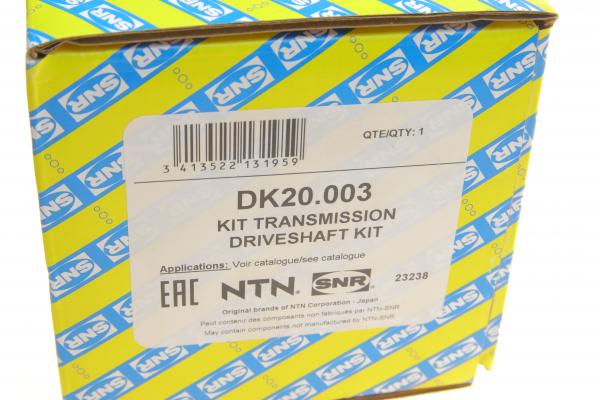 QTE/QTY: 1
3 413522 131959
DK20.003
KIT TRANSMISSION
DRIVESHAFT KIT
Applications: Voir catalogue/see catalogue
EAC NTN® SNR® 23238
Original brands of NTN Corporation - Japan
Peut contenir des composants non fabriqués par NTN-SNR
May contain components not manufactured by NTN-SNR
SNR
SNR
SNR
SNR
SNR
SNR
SNR
SNR